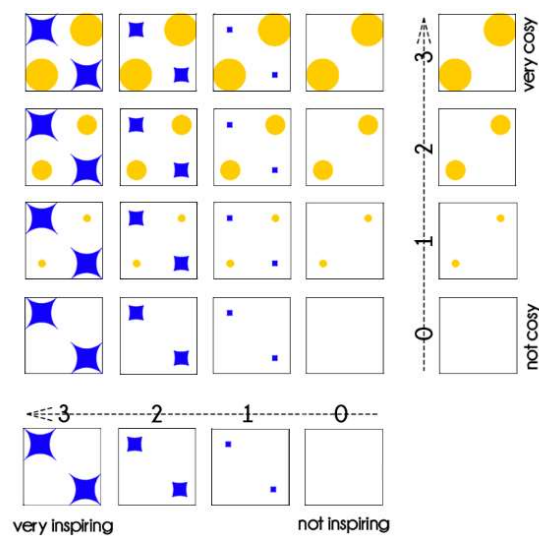 very cosy
3
2
1
0
not cosy
3 2 1 0
very inspiring not inspiring